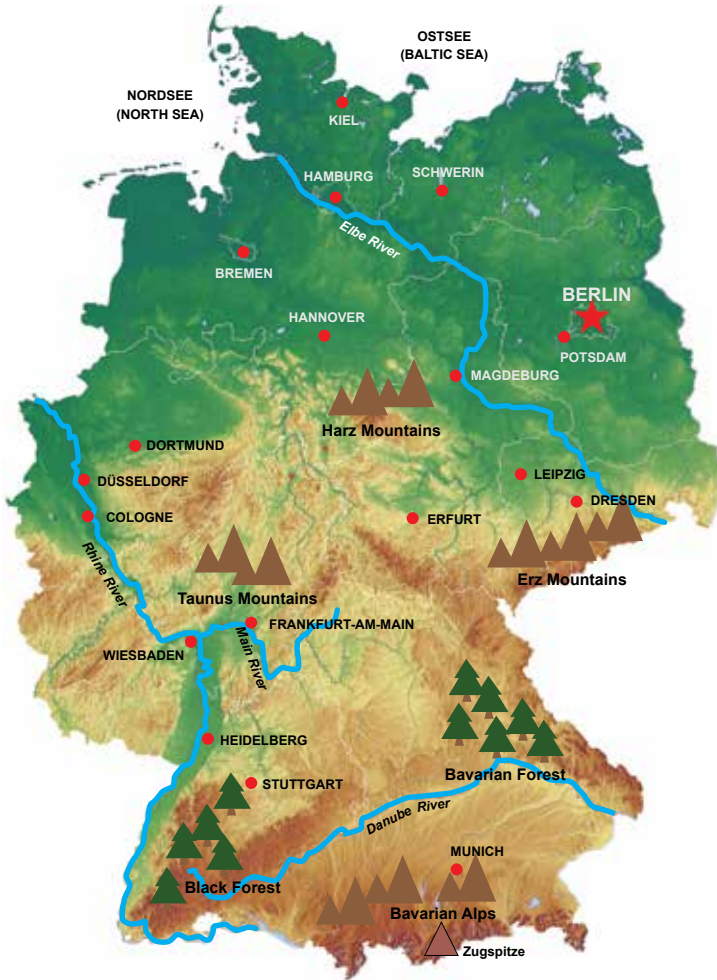 OSTSEE
(BALTIC SEA)
NORDSEE
(NORTH SEA)
KIEL
HAMBURG
SCHWERIN
Elbe River
BREMEN
BERLIN
HANNOVER
POTSDAM
MAGDEBURG
Harz Mountains
DORTMUND
LEIPZIG
DÜSSELDORF
DRESDEN
COLOGNE
ERFURT
Rhine River
Erz Mountains
Taunus Mountains
FRANKFURT-AM-MAIN
WIESBADEN
Main River
HEIDELBERG
Bavarian Forest
STUTTGART
Danube River
MUNICH
Black Forest
Bavarian Alps
Zugspitze